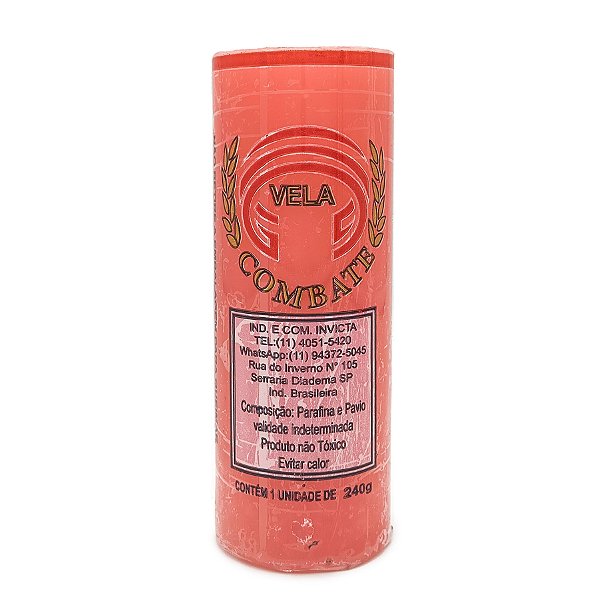 VELA
COMBATE
IND. E COM. INVICTA
TEL:(11) 4051-5420
WhatsApp:(11) 94372-5045
Rua do Inverno N° 105
Serraria Diadema SP
Ind. Brasileira
Composição: Parafina e Pavio
validade indeterminada
Produto não Tóxico
Evitar calor
CONTÉM 1 UNIDADE DE 240g